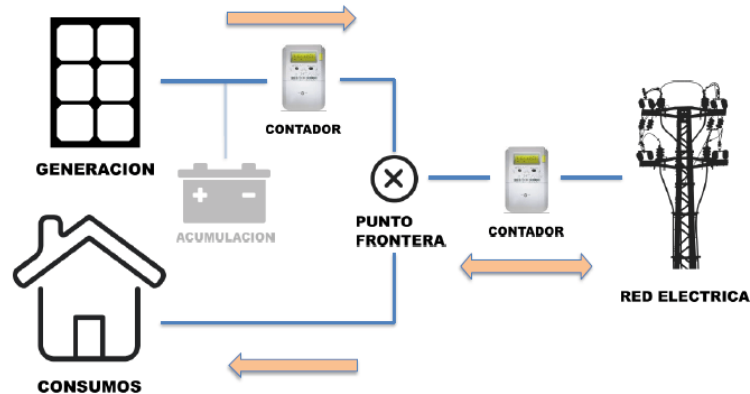 CONTADOR
GENERACION
ACUMULACION
PUNTO
FRONTERA
CONTADOR
RED ELECTRICA
CONSUMOS